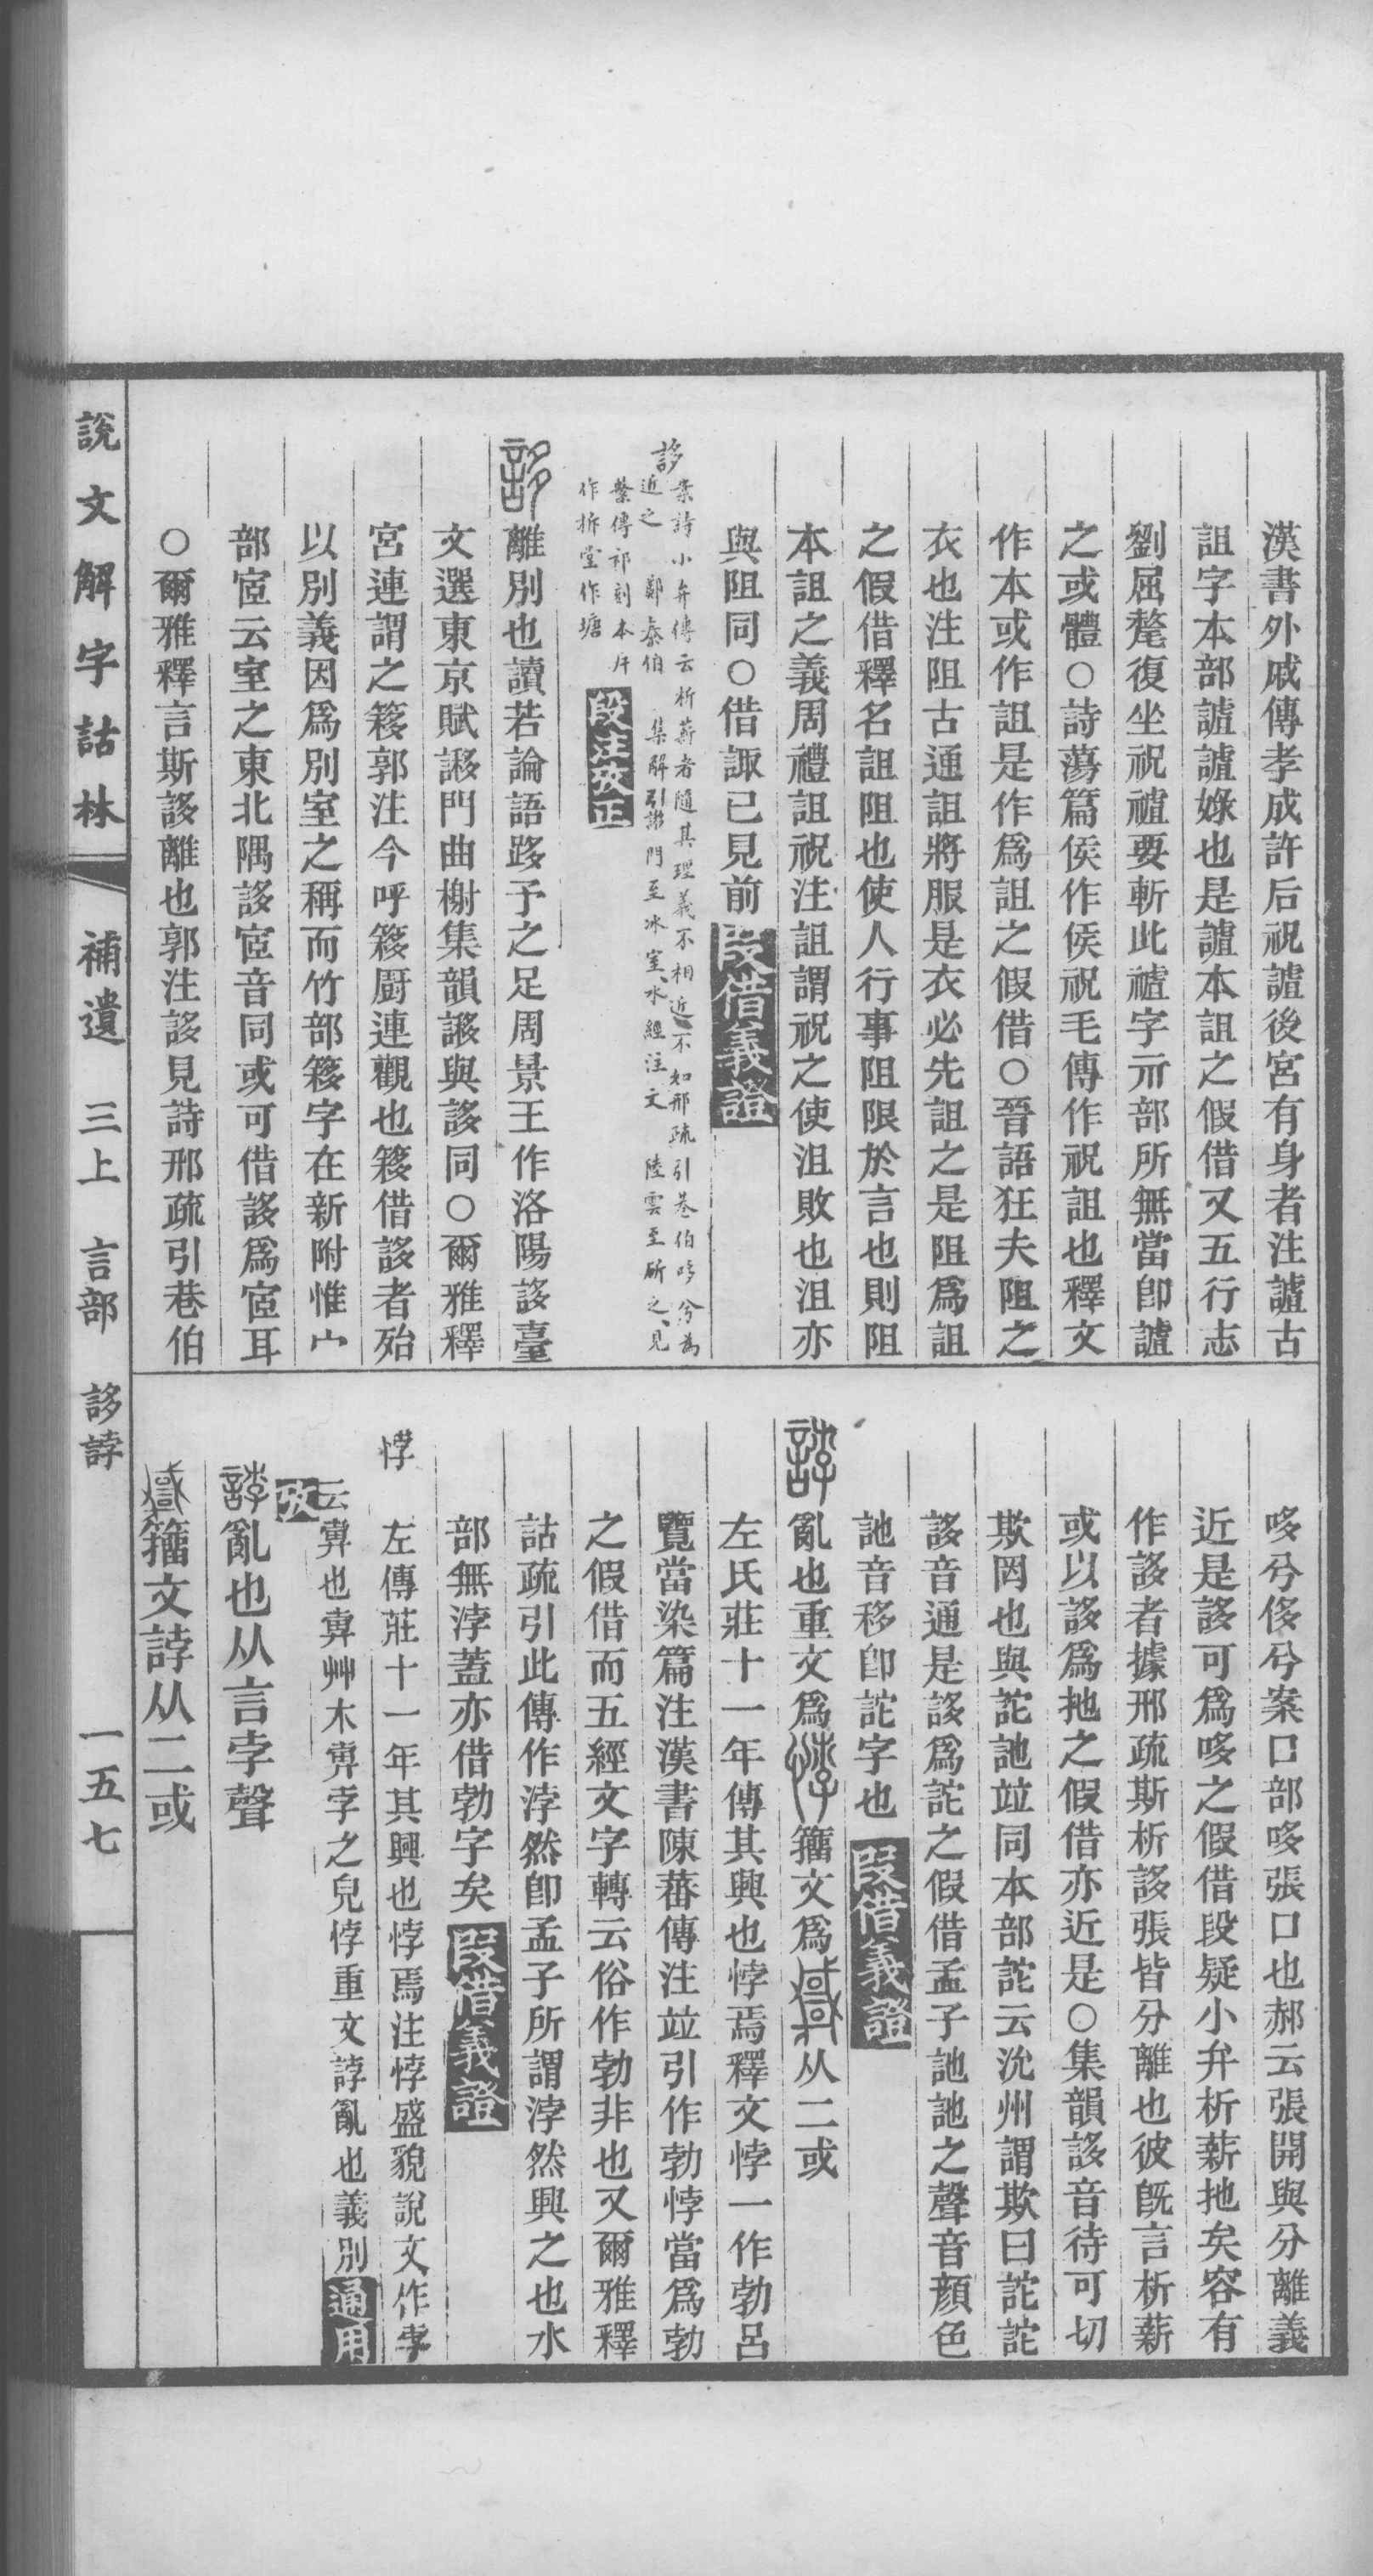 漢書外戚傳孝成許后祝䜐後宮有身者注䜐古
詛字本部䜐䜐娽也是䜐本詛之假借又五行志
劉屈氂復坐祝禯要斬此禯字示部所無當卽䜐
之或體○詩蕩篇侯作侯祝毛傳作祝詛也釋文
作本或作詛是作爲詛之假借○晉語狂夫阻之
衣也注阻古通詛將服是衣必先詛之是阻爲詛
之假借釋名詛阻也使人行事阻限於言也則阻
本詛之義周禮詛祝注詛謂祝之使沮敗也沮亦
與阻同○借諏已見前 叚借義證
誃 案詩小弁傳云析薪者隨其理義不相近不如邢疏引巷伯哆兮爲
近之 鄭泰伯 集解引謻門至冰室水經注文 陸雲至斫之見
繫傳祁刻本斤
作㭊堂作塘 段注攷正
誃離別也讀若論語跢予之足周景王作洛陽誃臺
文選東京賦謻門曲榭集韻謻與誃同○爾雅釋
宮連謂之簃郭注今呼簃廚連觀也簃借誃者殆
以別義因爲別室之稱而竹部簃字在新附惟宀
部宧云室之東北隅誃宧音同或可借誃爲宧耳
○爾雅釋言斯誃離也郭注誃見詩邢疏引巷伯
哆兮侈兮案口部哆張口也郝云張開與分離義
近是誃可爲哆之假借段疑小弁析薪扡矣容有
作誃者據邢疏斯析誃張皆分離也彼旣言析薪
或以誃爲扡之假借亦近是○集韻誃音待可切
欺罔也與詑訑竝同本部詑云沇州謂欺曰詑詑
誃音通是誃爲詑之假借孟子訑訑之聲音顏色
訑音移卽詑字也 叚借義證
誖亂也重文爲悖籒文爲𢨋从二或
左氏莊十一年傳其興也悖焉釋文悖一作勃呂
覽當染篇注漢書陳蕃傳注竝引作勃悖當爲勃
之假借而五經文字轉云俗作勃非也又爾雅釋
詁疏引此傳作浡然卽孟子所謂浡然興之也水
部無浡蓋亦借勃字矣 叚借義證
悖 左傳莊十一年其興也悖焉注悖盛貌說文作孛
云𢍰也𢍰艸木𢍰孛之皃悖重文誖亂也義別 通用
攷
誖亂也从言孛聲
𢨋籒文誖从二或
說文解字詁林 補遺 三上 言部 誃誖 一五七